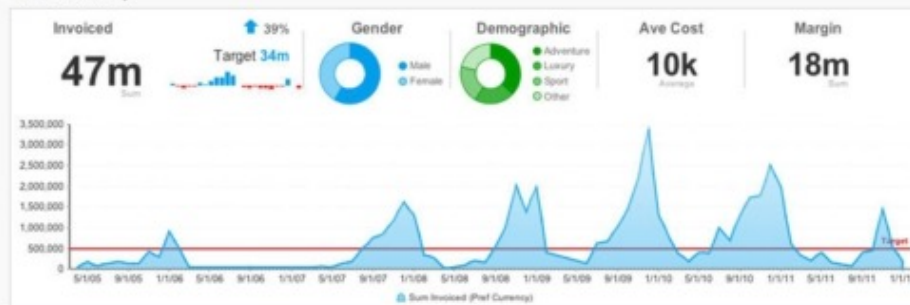 Invoiced
39%
Target 34m
47m
Sum
Gender
Male
Female
Demographic
Adventure
Luxury
Sport
Other
Ave Cost
10k
Average
Margin
18m
Sum
3,500,000
3,000,000
2,500,000
2,000,000
1,500,000
1,000,000
500,000
0
Target
5/1/05 9/1/05 1/1/06 5/1/06 9/1/06 1/1/07 5/1/07 9/1/07 1/1/08 5/1/08 9/1/08 1/1/09 5/1/09 9/1/09 1/1/10 5/1/10 9/1/10 1/1/11 5/1/11 9/1/11
Sum Invoiced (Pref Currency)